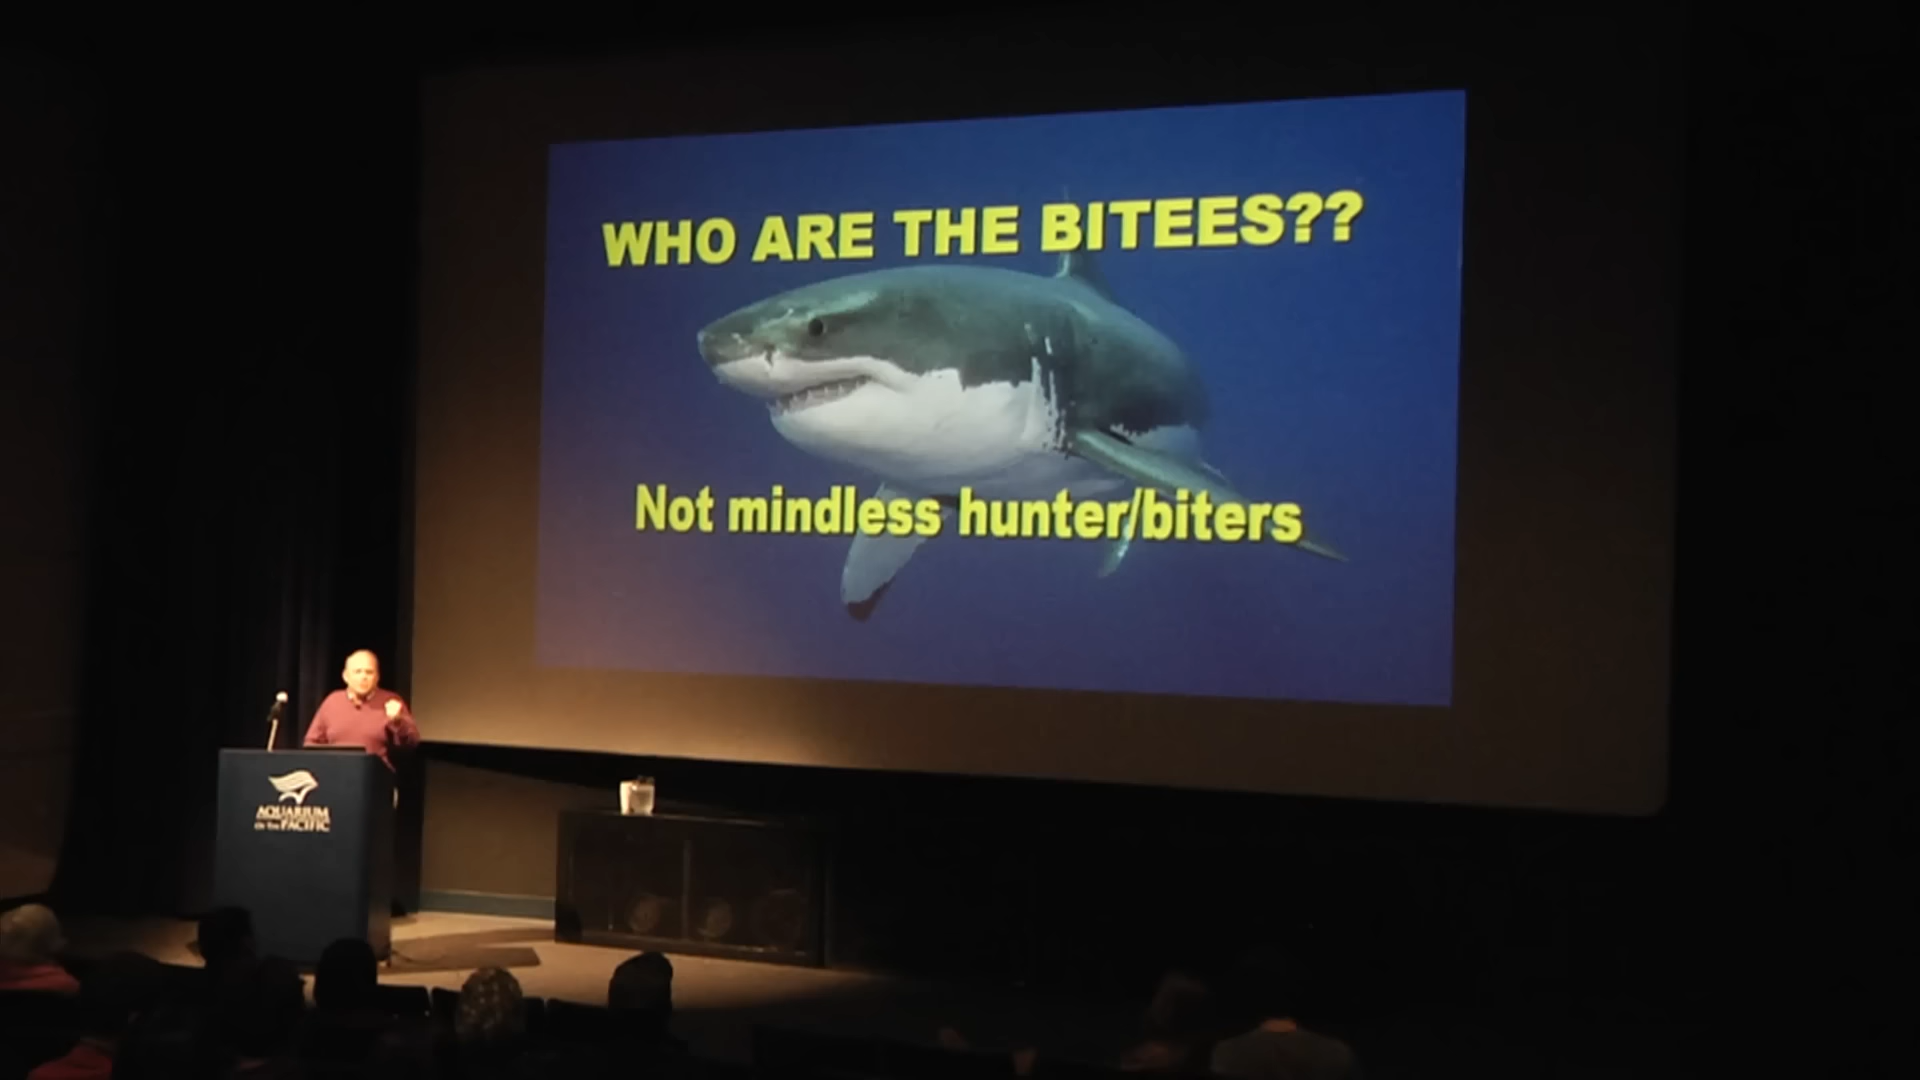 WHO ARE THE BITEES??
Not mindless hunter/biters
AQUARIUM
OF THE PACIFIC